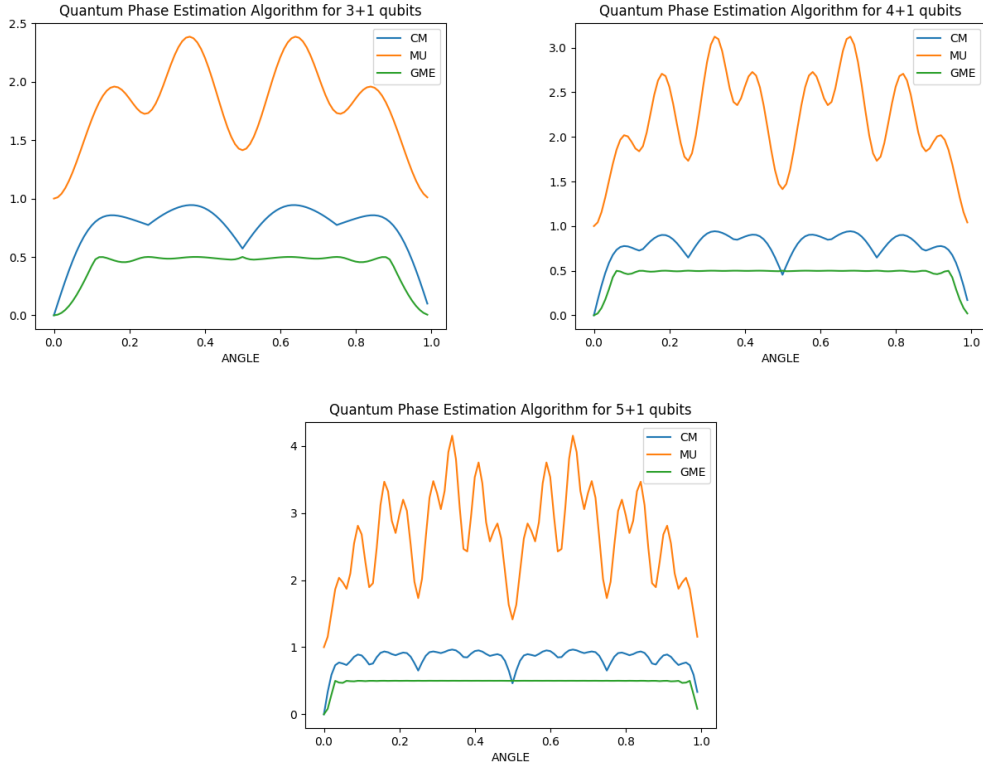 Quantum Phase Estimation Algorithm for 3+1 qubits
2.5
2.0
1.5
1.0
0.5
0.0
CM
MU
GME
0.0 0.2 0.4 0.6 0.8 1.0
ANGLE
Quantum Phase Estimation Algorithm for 4+1 qubits
3.0
2.5
2.0
1.5
1.0
0.5
0.0
CM
MU
GME
0.0 0.2 0.4 0.6 0.8 1.0
ANGLE
Quantum Phase Estimation Algorithm for 5+1 qubits
4
3
2
1
0
CM
MU
GME
0.0 0.2 0.4 0.6 0.8 1.0
ANGLE